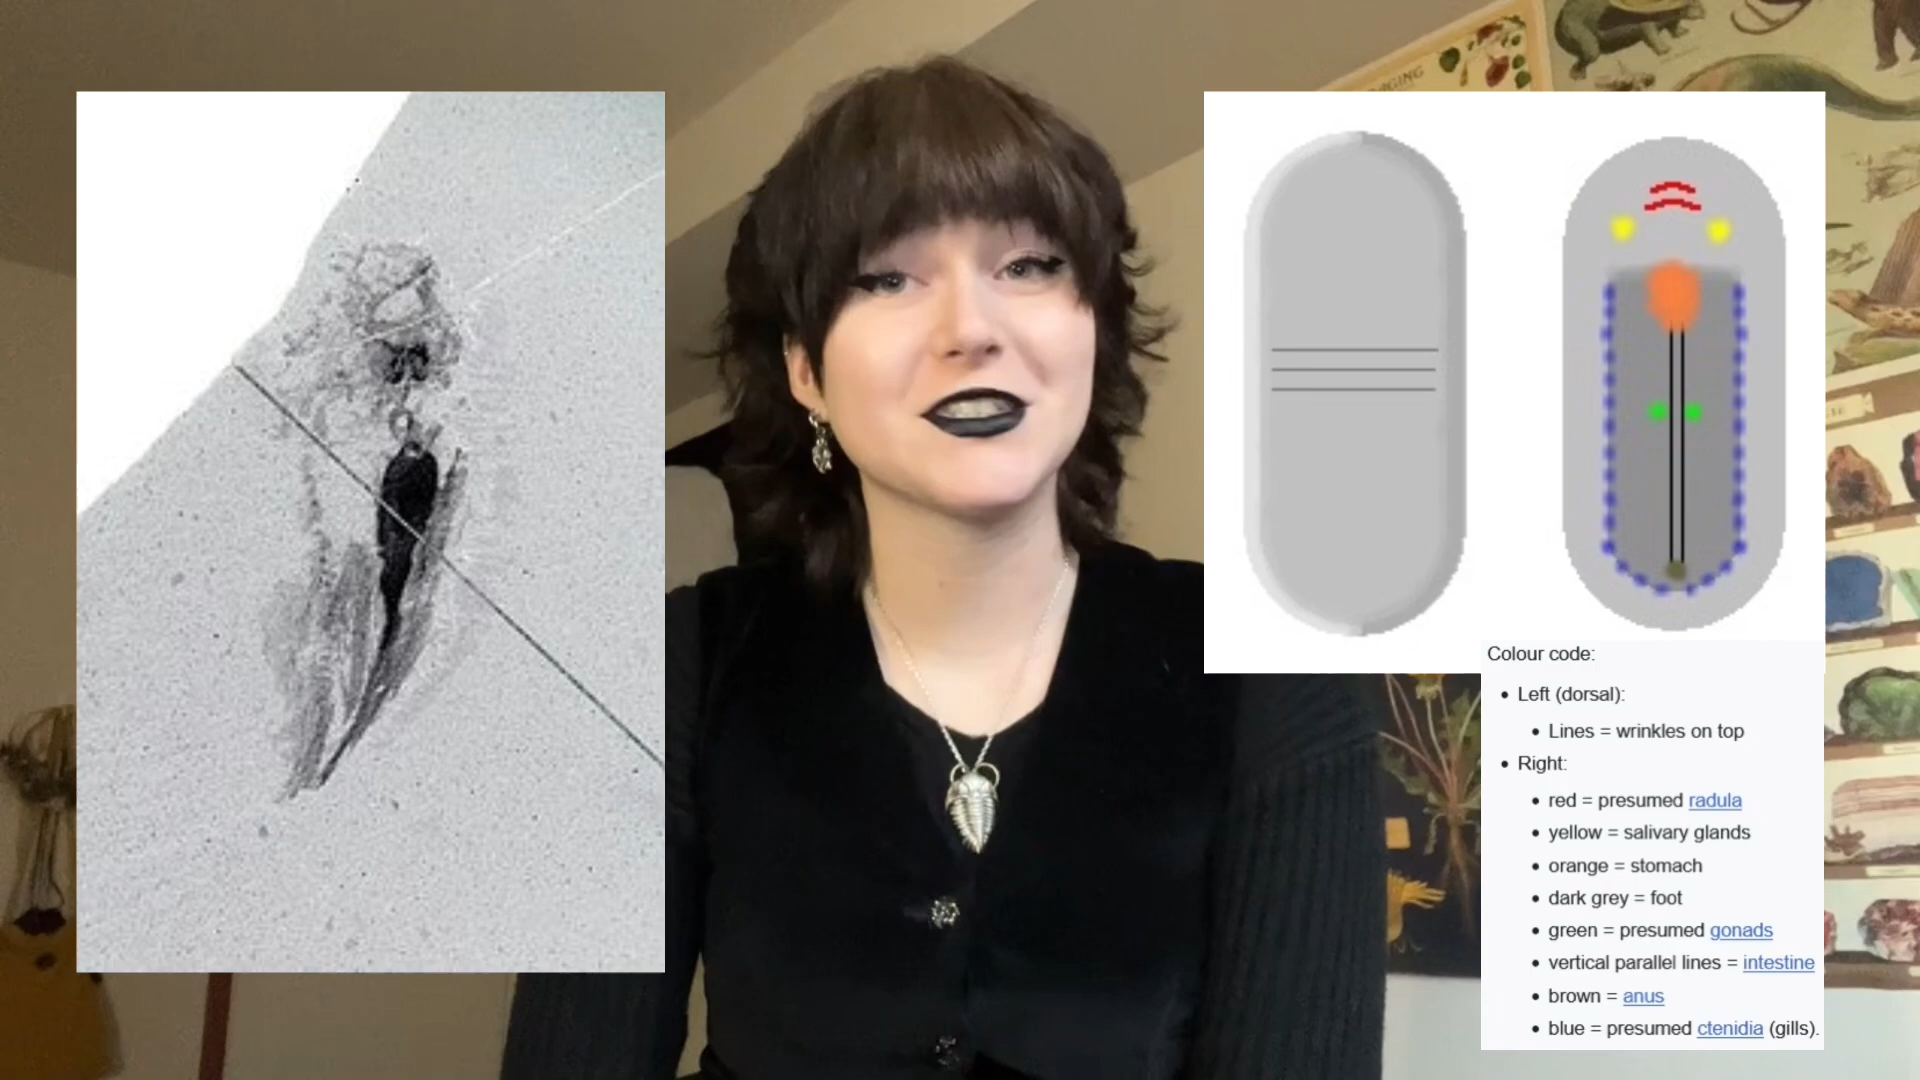 Colour code:
• Left (dorsal):
• Lines = wrinkles on top
• Right:
• red = presumed radula
• yellow = salivary glands
• orange = stomach
• dark grey = foot
• green = presumed gonads
• vertical parallel lines = intestine
• brown = anus
• blue = presumed ctenidia (gills).